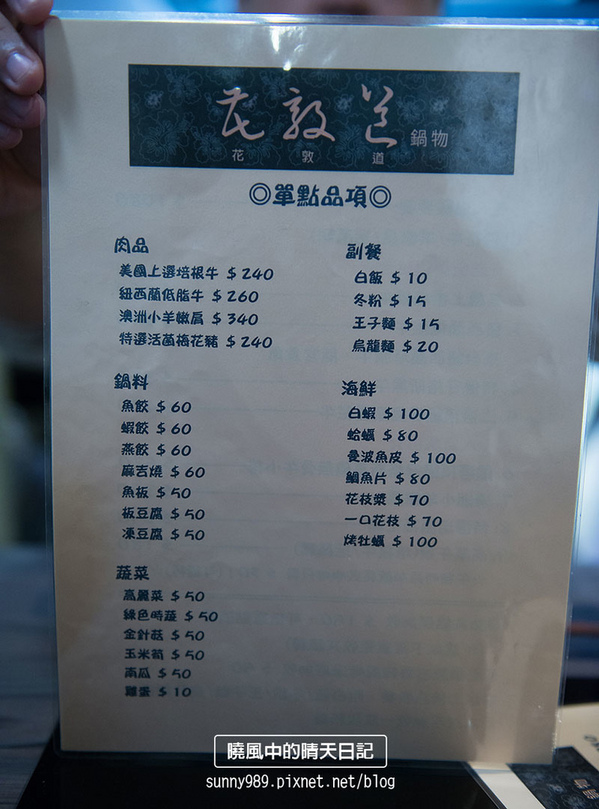 花敦道 鍋物
花 敦 道
◎單點品項◎
肉品
美國上選培根牛 $240
紐西蘭低脂牛 $260
澳洲小羊嫩肩 $340
特選活菌梅花豬 $240
副餐
白飯 $10
冬粉 $15
王子麵 $15
烏龍麵 $20
鍋料
魚餃 $60
蝦餃 $60
燕餃 $60
麻吉燒 $60
魚板 $50
板豆腐 $50
凍豆腐 $50
海鮮
白蝦 $100
蛤蠣 $80
曼波魚皮 $100
鯛魚片 $80
花枝漿 $70
一口花枝 $70
烤牡蠣 $100
蔬菜
高麗菜 $50
綠色時蔬 $50
金針菇 $50
玉米筍 $50
南瓜 $50
雞蛋 $10
曉風中的晴天日記
sunny989.pixnet.net/blog